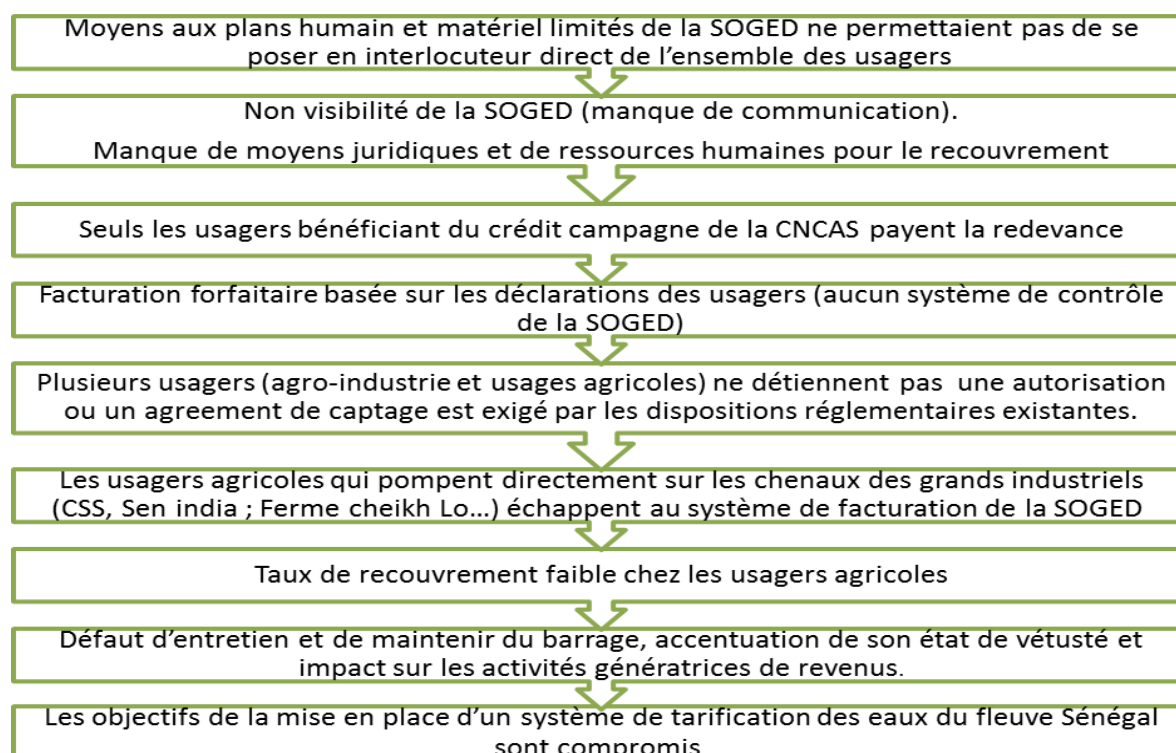 Moyens aux plans humain et matériel limités de la SOGED ne permettaient pas de se
poser en interlocuteur direct de l’ensemble des usagers
Non visibilité de la SOGED (manque de communication).
Manque de moyens juridiques et de ressources humaines pour le recouvrement
Seuls les usagers bénéficiant du crédit campagne de la CNCAS payent la redevance
Facturation forfaitaire basée sur les déclarations des usagers (aucun système de contrôle
de la SOGED)
Plusieurs usagers (agro-industrie et usages agricoles) ne détiennent pas une autorisation
ou un agreement de captage est exigé par les dispositions réglementaires existantes.
Les usagers agricoles qui pompent directement sur les chenaux des grands industriels
(CSS, Sen india ; Ferme cheikh Lo...) échappent au système de facturation de la SOGED
Taux de recouvrement faible chez les usagers agricoles
Défaut d’entretien et de maintenir du barrage, accentuation de son état de vétusté et
impact sur les activités génératrices de revenus.
Les objectifs de la mise en place d’un système de tarification des eaux du fleuve Sénégal
sont compromis